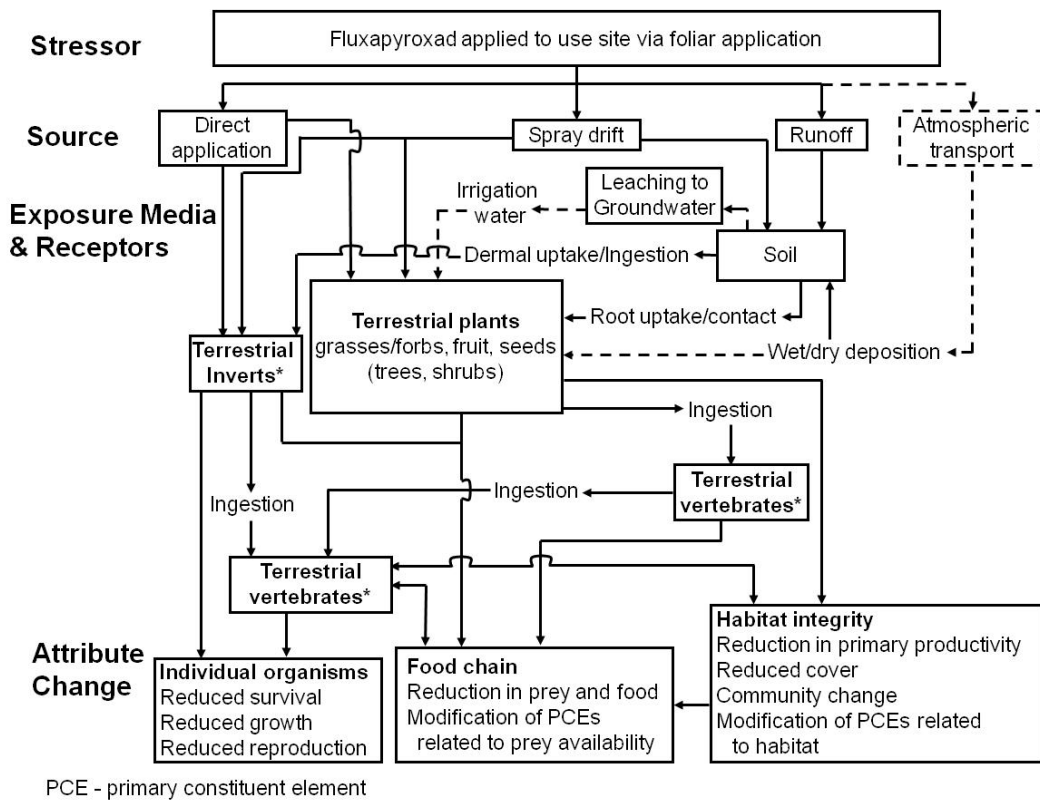 Stressor
Fluxapyroxad applied to use site via foliar application
Source
Direct
application
Spray drift
Runoff
Atmospheric
transport
Exposure Media
& Receptors
Irrigation
water
Leaching to
Groundwater
Dermal uptake/Ingestion
Soil
Terrestrial plants
grasses/forbs, fruit, seeds
(trees, shrubs)
Root uptake/contact
Wet/dry deposition
Terrestrial
Inverts*
Ingestion
Ingestion
Ingestion
Terrestrial
vertebrates*
Terrestrial
vertebrates*
Attribute
Change
Individual organisms
Reduced survival
Reduced growth
Reduced reproduction
Food chain
Reduction in prey and food
Modification of PCEs
related to prey availability
Habitat integrity
Reduction in primary productivity
Reduced cover
Community change
Modification of PCEs related
to habitat
PCE - primary constituent element